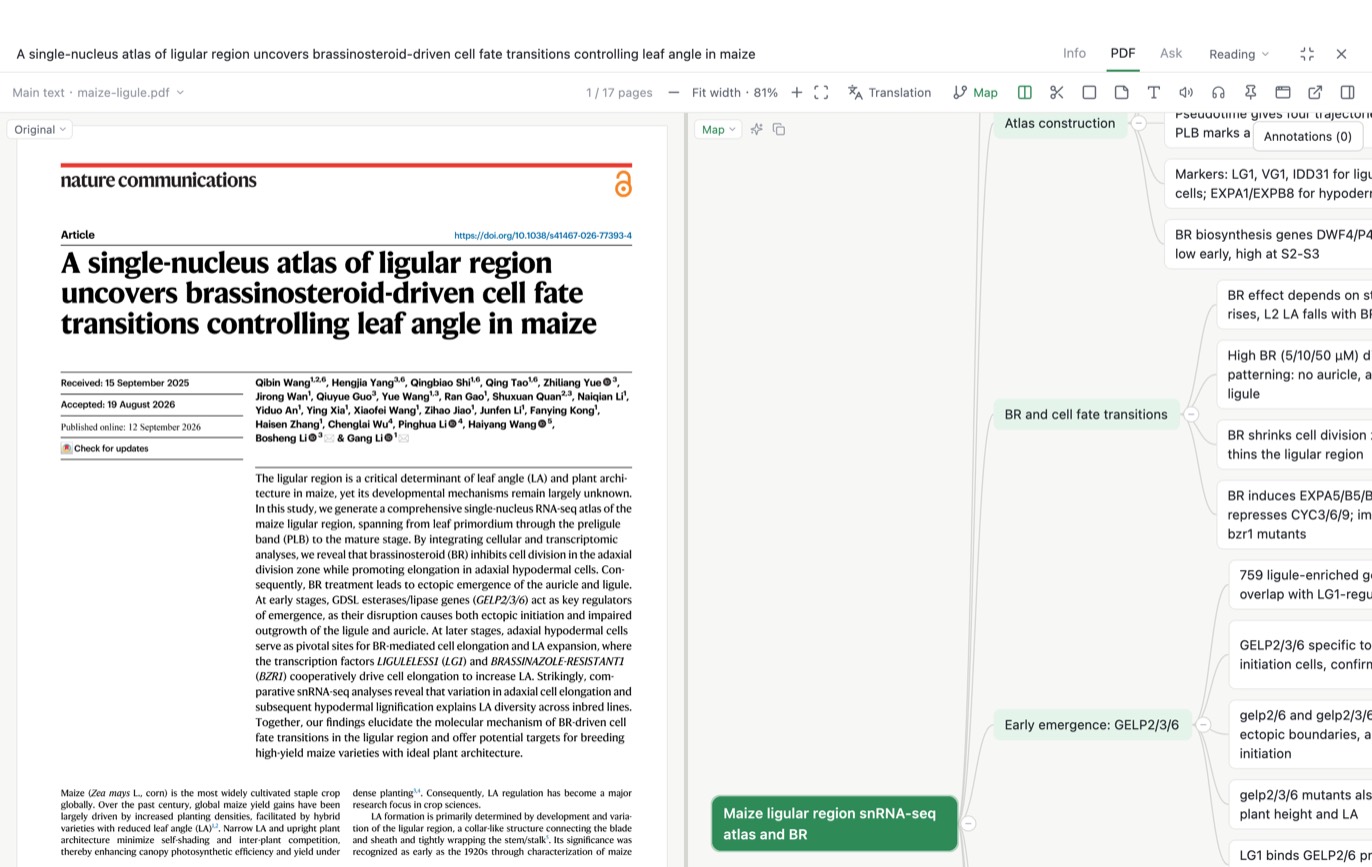 A single-nucleus atlas of ligular region uncovers brassinosteroid-driven cell fate transitions controlling leaf angle in maize
Info
PDF
Ask
Reading
Main text · maize-ligule.pdf
1 / 17 pages
Fit width · 81%
Translation
Map
Original
nature communications
Article
https://doi.org/10.1038/s41467-026-77393-4
A single-nucleus atlas of ligular region
uncovers brassinosteroid-driven cell fate
transitions controlling leaf angle in maize
Received: 15 September 2025
Accepted: 19 August 2026
Published online: 12 September 2026
Check for updates
Qibin Wang1,2,6, Hengjia Yang3,6, Qingbiao Shi1,6, Qing Tao1,6, Zhiliang Yue3,
Jirong Wan1, Qiuyue Guo3, Yue Wang1,3, Ran Gao1, Shuxuan Quan2,3, Naiqian Li1,
Yiduo An1, Ying Xia1, Xiaofei Wang1, Zihao Jiao1, Junfen Li1, Fanying Kong1,
Haisen Zhang1, Chenglai Wu4, Pinghua Li4, Haiyang Wang5,
Bosheng Li3 & Gang Li1
The ligular region is a critical determinant of leaf angle (LA) and plant archi-
tecture in maize, yet its developmental mechanisms remain largely unknown.
In this study, we generate a comprehensive single-nucleus RNA-seq atlas of the
maize ligular region, spanning from leaf primordium through the preligule
band (PLB) to the mature stage. By integrating cellular and transcriptomic
analyses, we reveal that brassinosteroid (BR) inhibits cell division in the adaxial
division zone while promoting elongation in adaxial hypodermal cells. Con-
sequently, BR treatment leads to ectopic emergence of the auricle and ligule.
At early stages, GDSL esterases/lipase genes (GELP2/3/6) act as key regulators
of emergence, as their disruption causes both ectopic initiation and impaired
outgrowth of the ligule and auricle. At later stages, adaxial hypodermal cells
serve as pivotal sites for BR-mediated cell elongation and LA expansion, where
the transcription factors LIGULELESS1 (LG1) and BRASSINAZOLE-RESISTANT1
(BZR1) cooperatively drive cell elongation to increase LA. Strikingly, com-
parative snRNA-seq analyses reveal that variation in adaxial cell elongation and
subsequent hypodermal lignification explains LA diversity across inbred lines.
Together, our findings elucidate the molecular mechanism of BR-driven cell
fate transitions in the ligular region and offer potential targets for breeding
high-yield maize varieties with ideal plant architecture.
Maize (Zea mays L., corn) is the most widely cultivated staple crop
globally. Over the past century, global maize yield gains have been
largely driven by increased planting densities, facilitated by hybrid
varieties with reduced leaf angle (LA)1,2. Narrow LA and upright plant
architecture minimize self-shading and inter-plant competition,
thereby enhancing canopy photosynthetic efficiency and yield under
dense planting3,4. Consequently, LA regulation has become a major
research focus in crop sciences.
LA formation is primarily determined by development and varia-
tion of the ligular region, a collar-like structure connecting the blade
and sheath and tightly wrapping the stem/stalk5. Its significance was
recognized as early as the 1920s through characterization of maize
Map
Atlas construction
Pseudotime gives four trajectorie
PLB marks a
Annotations (0)
Markers: LG1, VG1, IDD31 for ligu
cells; EXPA1/EXPB8 for hypoderm
BR biosynthesis genes DWF4/P4
low early, high at S2-S3
BR and cell fate transitions
BR effect depends on st
rises, L2 LA falls with BR
High BR (5/10/50 µM) d
patterning: no auricle, a
ligule
BR shrinks cell division
thins the ligular region
BR induces EXPA5/B5/B
represses CYC3/6/9; im
bzr1 mutants
Early emergence: GELP2/3/6
759 ligule-enriched g
overlap with LG1-regu
GELP2/3/6 specific to
initiation cells, confirm
gelp2/6 and gelp2/3/6
ectopic boundaries, a
initiation
gelp2/3/6 mutants als
plant height and LA
LG1 binds GELP2/6 pr
Maize ligular region snRNA-seq
atlas and BR